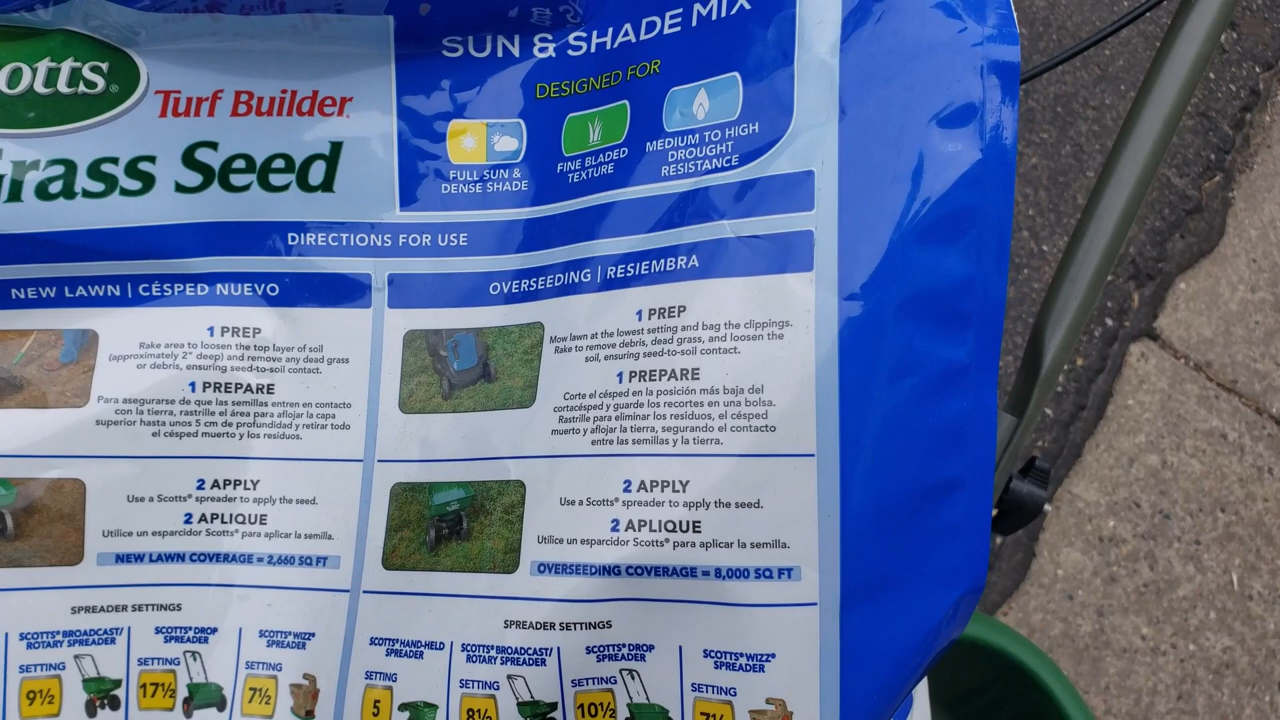 otts®
Turf Builder®
Grass Seed
SUN & SHADE MIX
DESIGNED FOR
FULL SUN &
DENSE SHADE
FINE BLADED
TEXTURE
MEDIUM TO HIGH
DROUGHT
RESISTANCE
DIRECTIONS FOR USE
NEW LAWN | CÉSPED NUEVO
1 PREP
Rake area to loosen the top layer of soil
(approximately 2” deep) and remove any dead grass
or debris, ensuring seed-to-soil contact.
1 PREPARE
Para asegurarse de que las semillas entren en contacto
con la tierra, rastrille el área para aflojar la capa
superior hasta unos 5 cm de profundidad y retirar todo
el césped muerto y los residuos.
2 APPLY
Use a Scotts® spreader to apply the seed.
2 APLIQUE
Utilice un esparcidor Scotts® para aplicar la semilla.
NEW LAWN COVERAGE = 2,660 SQ FT
SPREADER SETTINGS
SCOTTS® BROADCAST/
ROTARY SPREADER
SETTING
9½
SCOTTS® DROP
SPREADER
SETTING
17½
SCOTTS® WIZZ®
SPREADER
SETTING
7½
OVERSEEDING | RESIEMBRA
1 PREP
Mow lawn at the lowest setting and bag the clippings.
Rake to remove debris, dead grass, and loosen the
soil, ensuring seed-to-soil contact.
1 PREPARE
Corte el césped en la posición más baja del
cortacésped y guarde los recortes en una bolsa.
Rastrille para eliminar los residuos, el césped
muerto y aflojar la tierra, segurando el contacto
entre las semillas y la tierra.
2 APPLY
Use a Scotts® spreader to apply the seed.
2 APLIQUE
Utilice un esparcidor Scotts® para aplicar la semilla.
OVERSEEDING COVERAGE = 8,000 SQ FT
SPREADER SETTINGS
SCOTTS® HAND-HELD
SPREADER
SETTING
5
SCOTTS® BROADCAST/
ROTARY SPREADER
SETTING
8½
SCOTTS® DROP
SPREADER
SETTING
10½
SCOTTS® WIZZ®
SPREADER
SETTING
7½